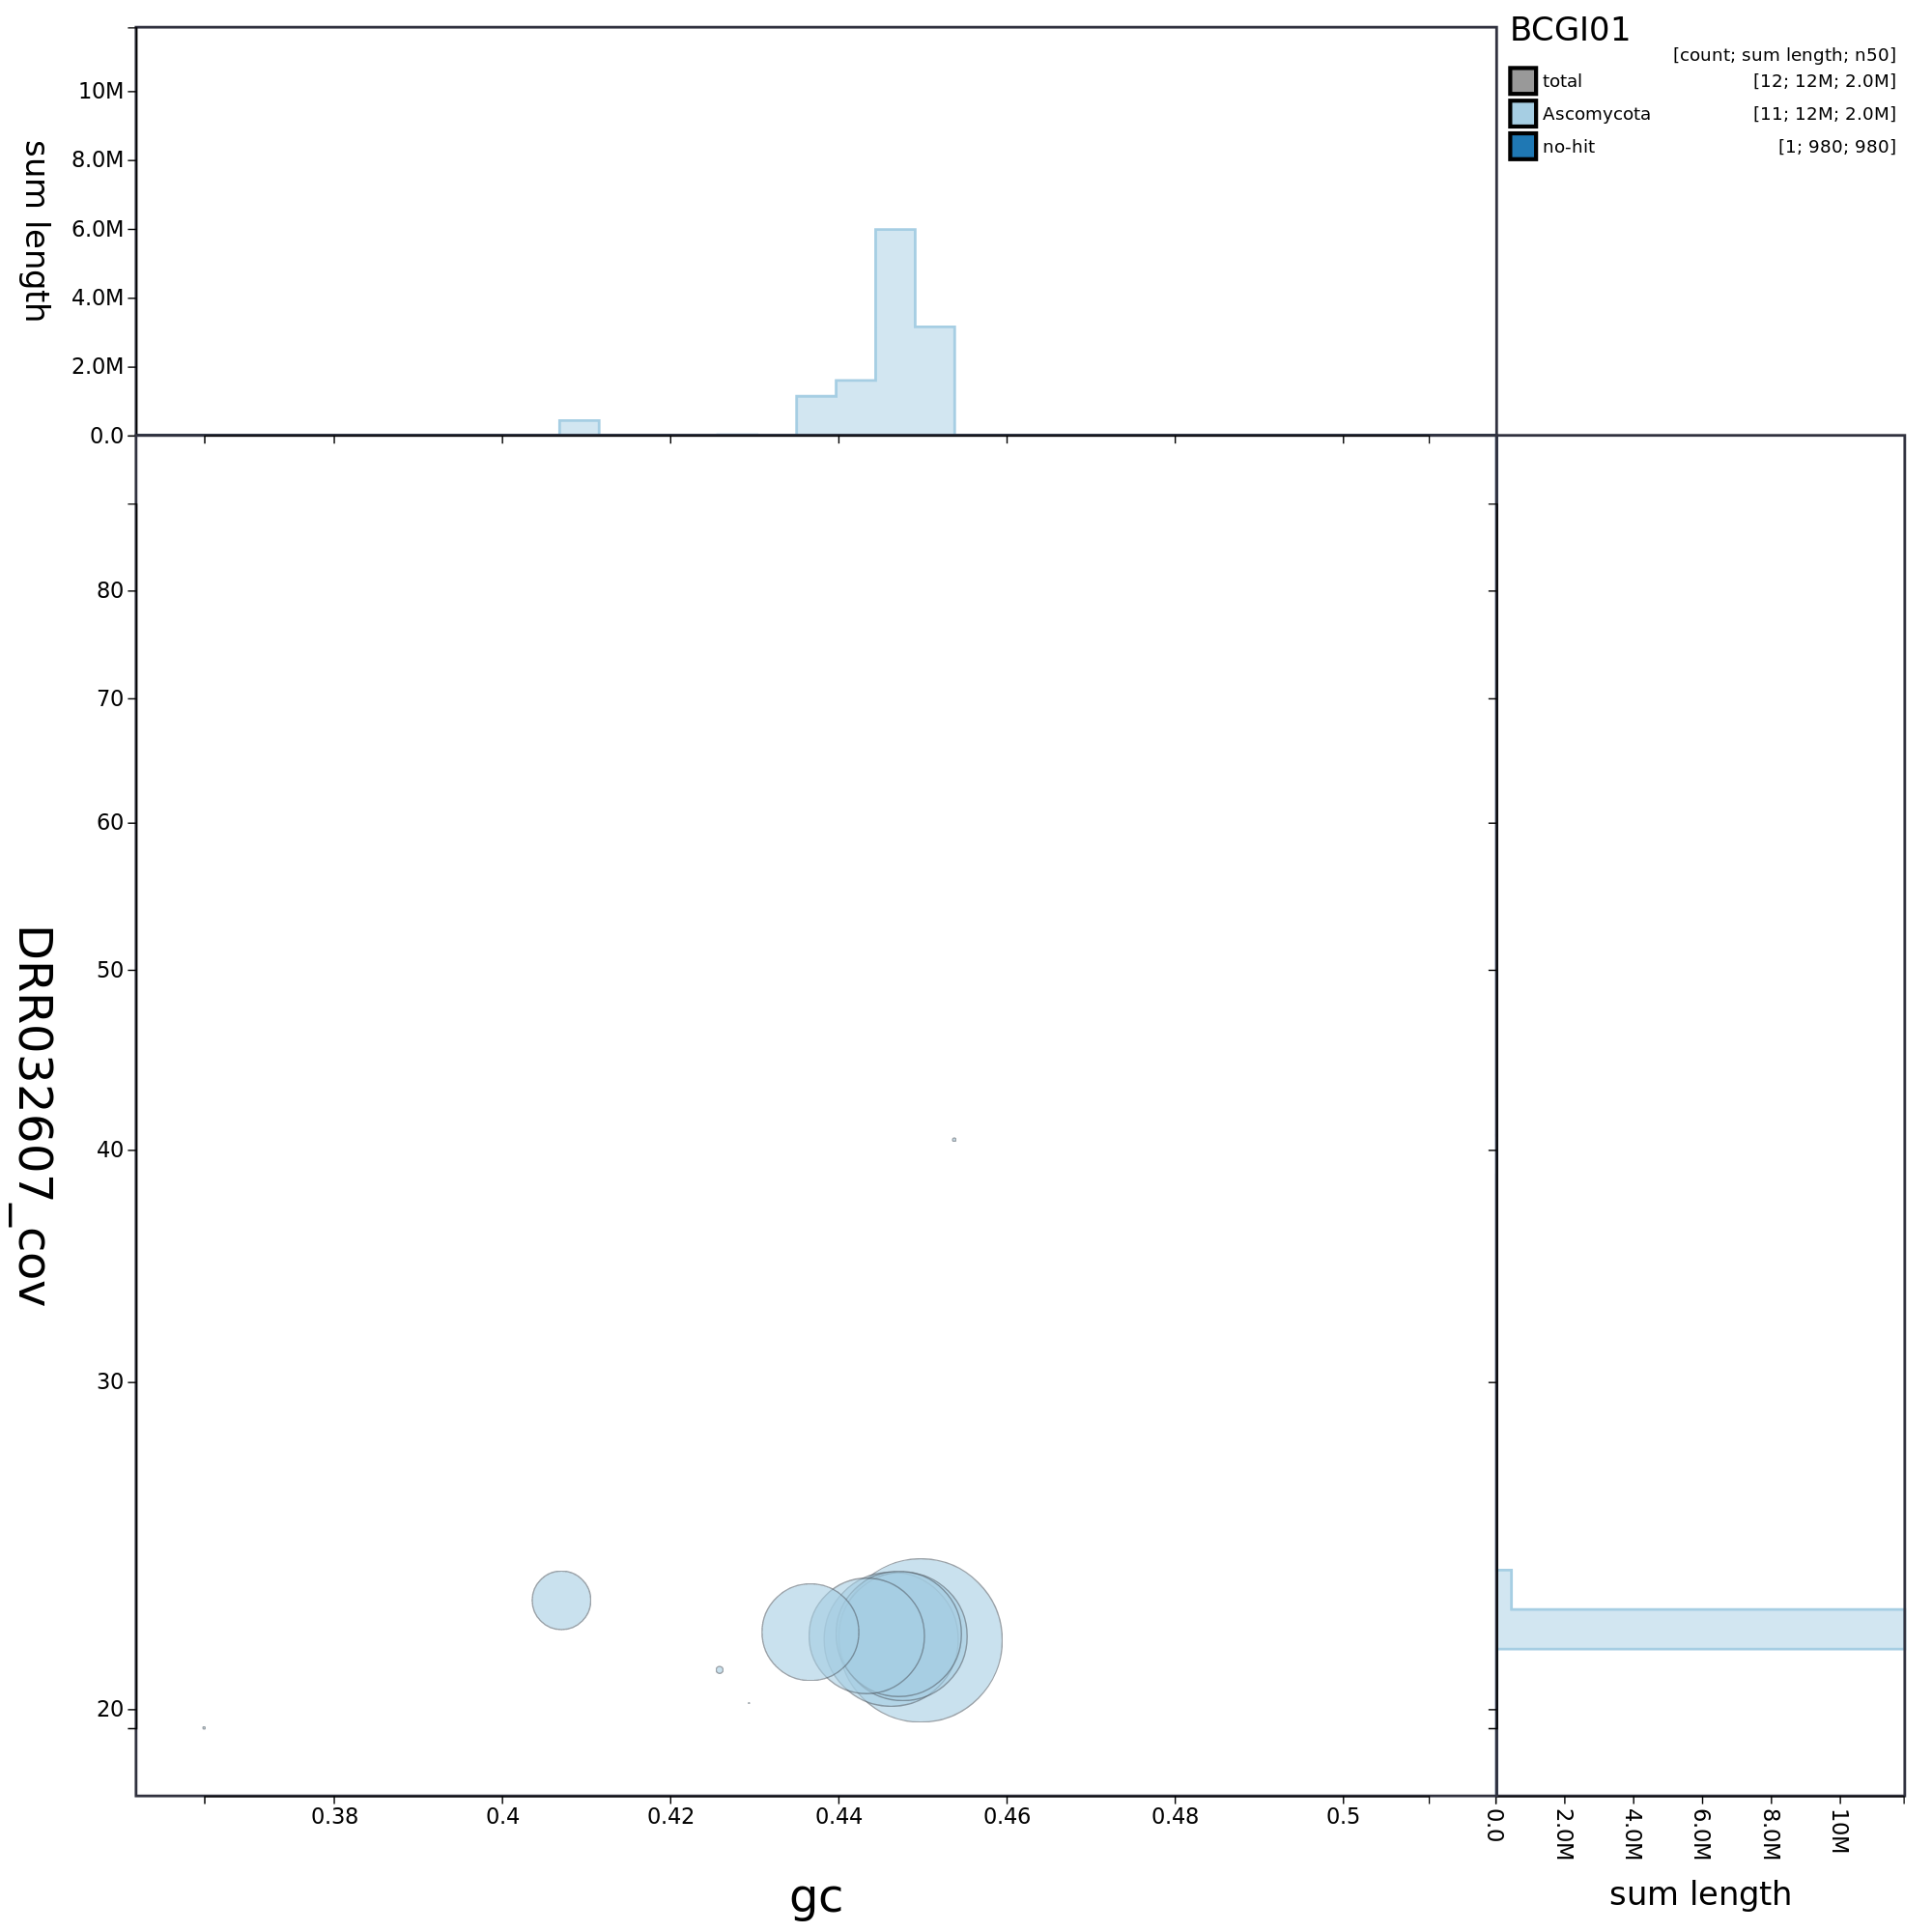 BCGI01
[count; sum length; n50]
total [12; 12M; 2.0M]
Ascomycota [11; 12M; 2.0M]
no-hit [1; 980; 980]
sum length
10M
8.0M
6.0M
4.0M
2.0M
0.0
DRR032607_cov
80
70
60
50
40
30
20
0.38 0.4 0.42 0.44 0.46 0.48 0.5
gc
0.0 2.0M 4.0M 6.0M 8.0M 10M
sum length